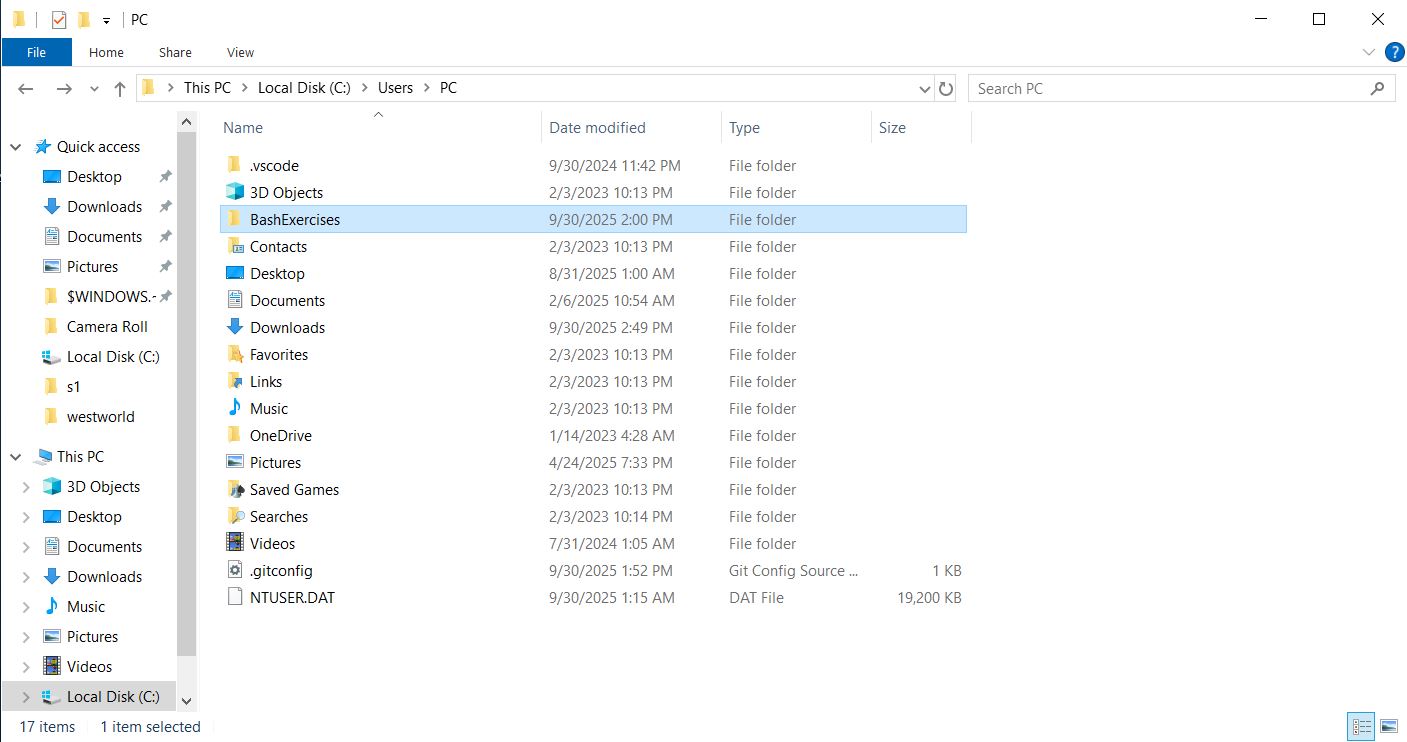 PC
File Home Share View
This PC Local Disk (C:) Users PC Search PC
Name Date modified Type Size
Quick access
Desktop
Downloads
Documents
Pictures
$WINDOWS.~
Camera Roll
Local Disk (C:)
s1
westworld
This PC
3D Objects
Desktop
Documents
Downloads
Music
Pictures
Videos
Local Disk (C:)
.vscode 9/30/2024 11:42 PM File folder
3D Objects 2/3/2023 10:13 PM File folder
BashExercises 9/30/2025 2:00 PM File folder
Contacts 2/3/2023 10:13 PM File folder
Desktop 8/31/2025 1:00 AM File folder
Documents 2/6/2025 10:54 AM File folder
Downloads 9/30/2025 2:49 PM File folder
Favorites 2/3/2023 10:13 PM File folder
Links 2/3/2023 10:13 PM File folder
Music 2/3/2023 10:13 PM File folder
OneDrive 1/14/2023 4:28 AM File folder
Pictures 4/24/2025 7:33 PM File folder
Saved Games 2/3/2023 10:13 PM File folder
Searches 2/3/2023 10:14 PM File folder
Videos 7/31/2024 1:05 AM File folder
.gitconfig 9/30/2025 1:52 PM Git Config Source ... 1 KB
NTUSER.DAT 9/30/2025 1:15 AM DAT File 19,200 KB
17 items 1 item selected